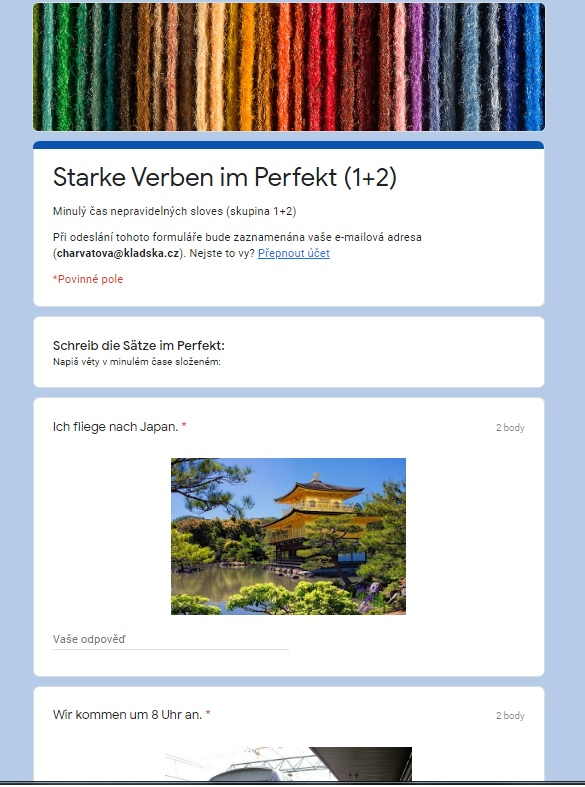 Starke Verben im Perfekt (1+2)
Minulý čas nepravidelných sloves (skupina 1+2)
Při odeslání tohoto formuláře bude zaznamenána vaše e-mailová adresa
(charvatova@kladska.cz). Nejste to vy? Přepnout účet
*Povinné pole
Schreib die Sätze im Perfekt:
Napiš věty v minulém čase složeném:
Ich fliege nach Japan. *
2 body
Vaše odpověď
Wir kommen um 8 Uhr an. *
2 body